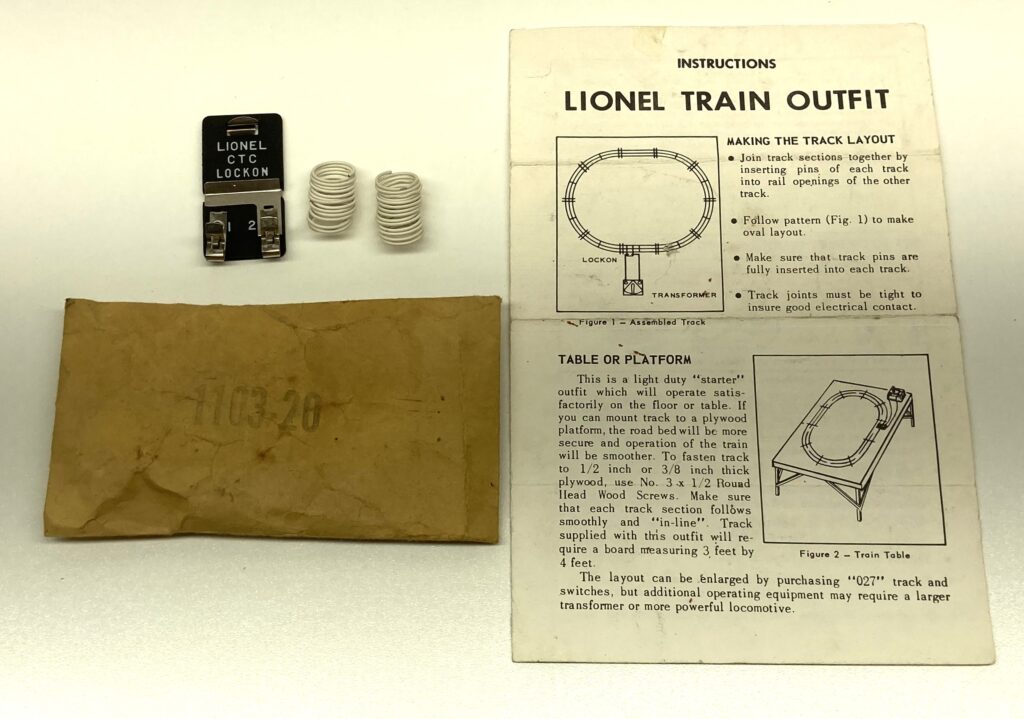 LIONEL
CTC
LOCKON
1 2
1103-20
INSTRUCTIONS
LIONEL TRAIN OUTFIT
LOCKON
TRANSFORMER
Figure 1 — Assembled Track
MAKING THE TRACK LAYOUT
● Join track sections together by
inserting pins of each track
into rail openings of the other
track.
● Follow pattern (Fig. 1) to make
oval layout.
● Make sure that track pins are
fully inserted into each track.
● Track joints must be tight to
insure good electrical contact.
TABLE OR PLATFORM
This is a light duty "starter"
outfit which will operate satis-
factorily on the floor or table. If
you can mount track to a plywood
platform, the road bed will be more
secure and operation of the train
will be smoother. To fasten track
to 1/2 inch or 3/8 inch thick
plywood, use No. 3 x 1/2 Round
Head Wood Screws. Make sure
that each track section follows
smoothly and "in-line". Track
supplied with this outfit will re-
quire a board measuring 3 feet by
4 feet.
Figure 2 — Train Table
The layout can be enlarged by purchasing "027" track and
switches, but additional operating equipment may require a larger
transformer or more powerful locomotive.